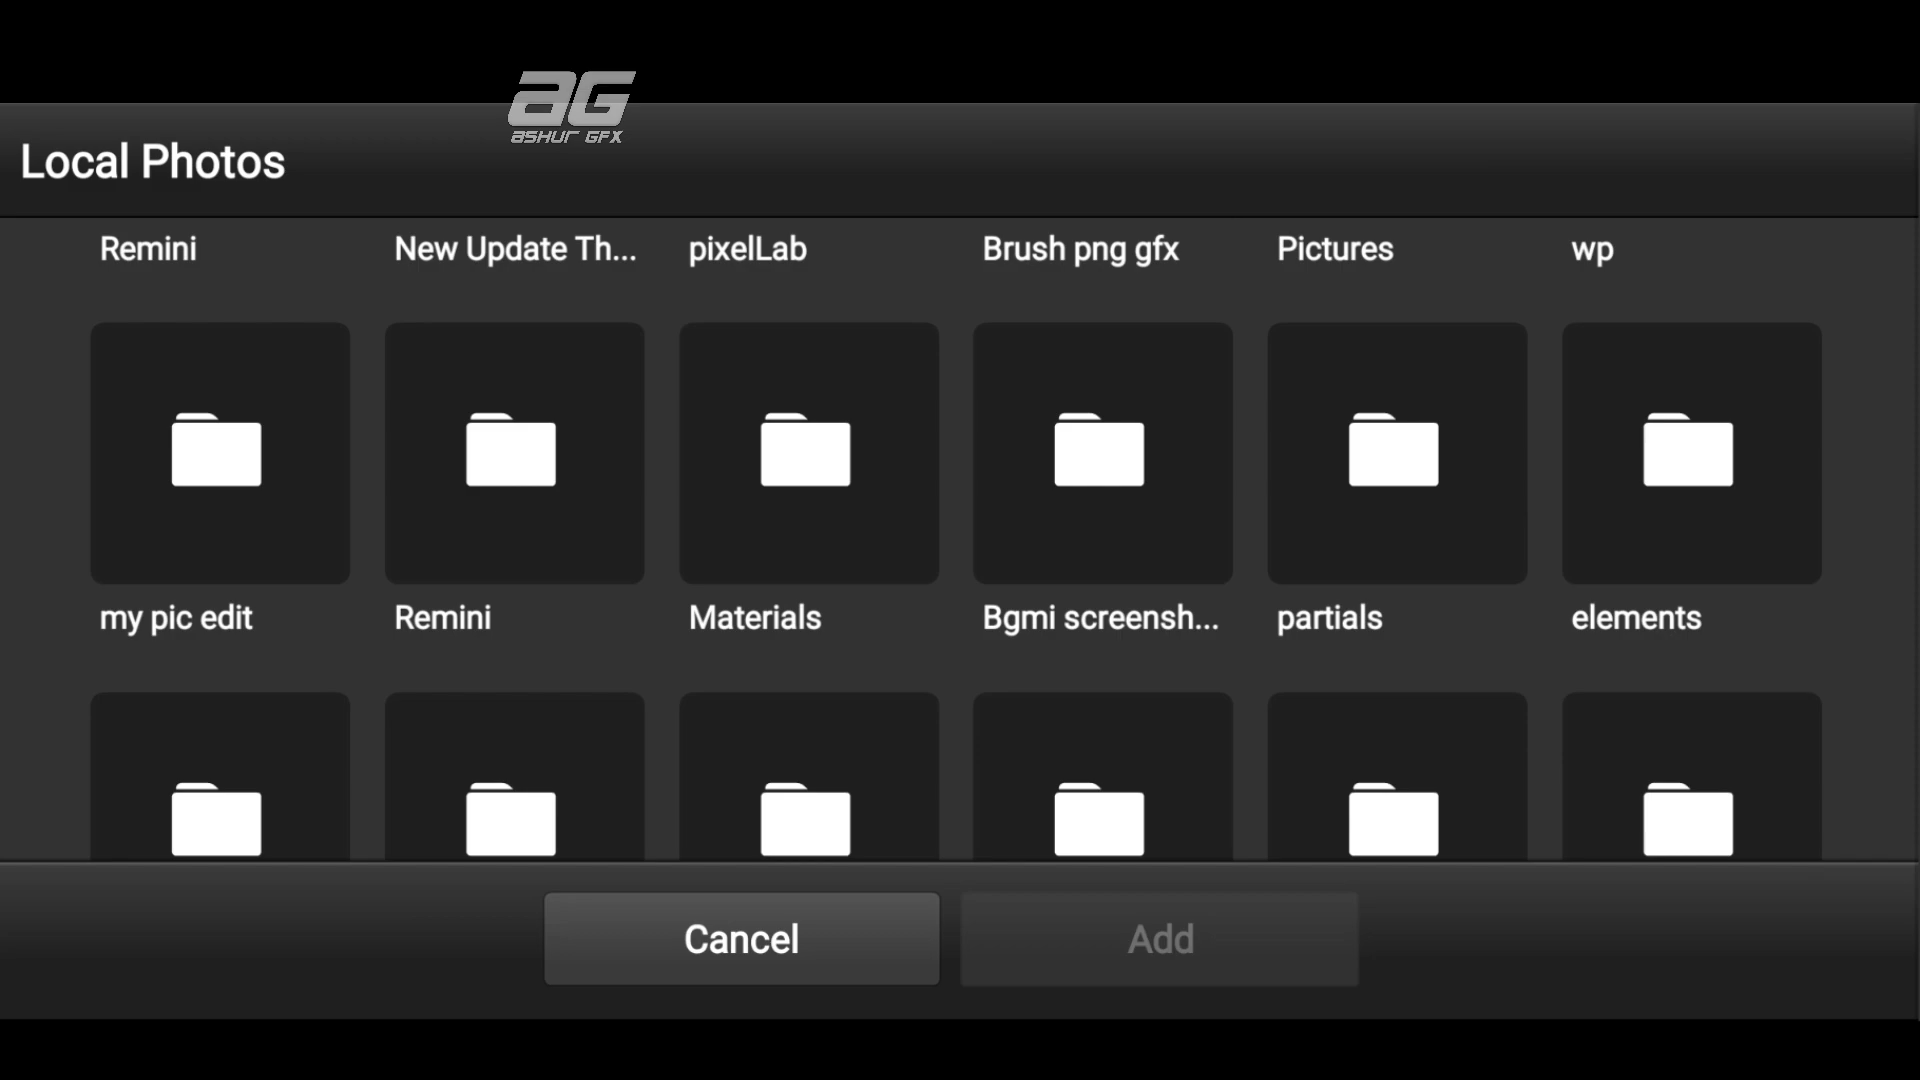 AG
ASHUr GFX
Local Photos
Remini
New Update Th...
pixelLab
Brush png gfx
Pictures
wp
my pic edit
Remini
Materials
Bgmi screensh...
partials
elements
Cancel
Add